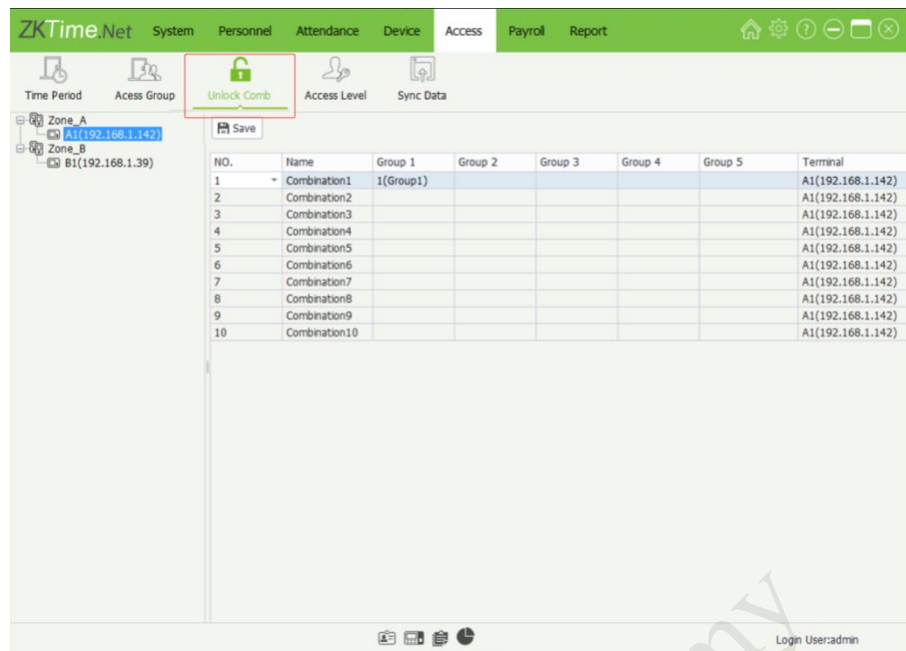 ZKTime.Net System Personnel Attendance Device Access Payroll Report
Time Period Acess Group Unlock Comb Access Level Sync Data
Zone_A
A1(192.168.1.142)
Zone_B
B1(192.168.1.39)
Save
NO. Name Group 1 Group 2 Group 3 Group 4 Group 5 Terminal
1 Combination1 1(Group1) A1(192.168.1.142)
2 Combination2 A1(192.168.1.142)
3 Combination3 A1(192.168.1.142)
4 Combination4 A1(192.168.1.142)
5 Combination5 A1(192.168.1.142)
6 Combination6 A1(192.168.1.142)
7 Combination7 A1(192.168.1.142)
8 Combination8 A1(192.168.1.142)
9 Combination9 A1(192.168.1.142)
10 Combination10 A1(192.168.1.142)
my
Login User:admin